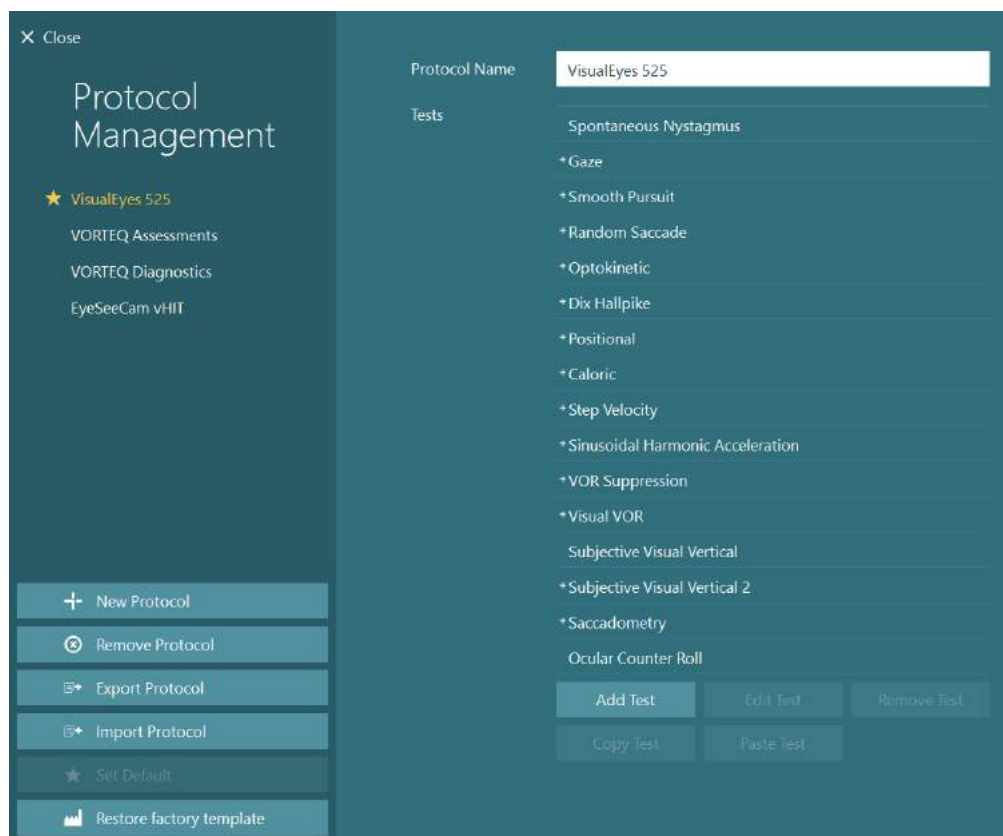 Close
Protocol
Management
VisualEyes 525
VORTEQ Assessments
VORTEQ Diagnostics
EyeSeeCam vHIT
New Protocol
Remove Protocol
Export Protocol
Import Protocol
Set Default
Restore factory template
Protocol Name
VisualEyes 525
Tests
Spontaneous Nystagmus
+Gaze
+Smooth Pursuit
+Random Saccade
+Optokinetic
+Dix Hallpike
+Positional
+Caloric
+Step Velocity
+Sinusoidal Harmonic Acceleration
+VOR Suppression
+Visual VOR
Subjective Visual Vertical
+Subjective Visual Vertical 2
+Saccadometry
Ocular Counter Roll
Add Test Edit Test Remove Test
Copy Test Paste Test